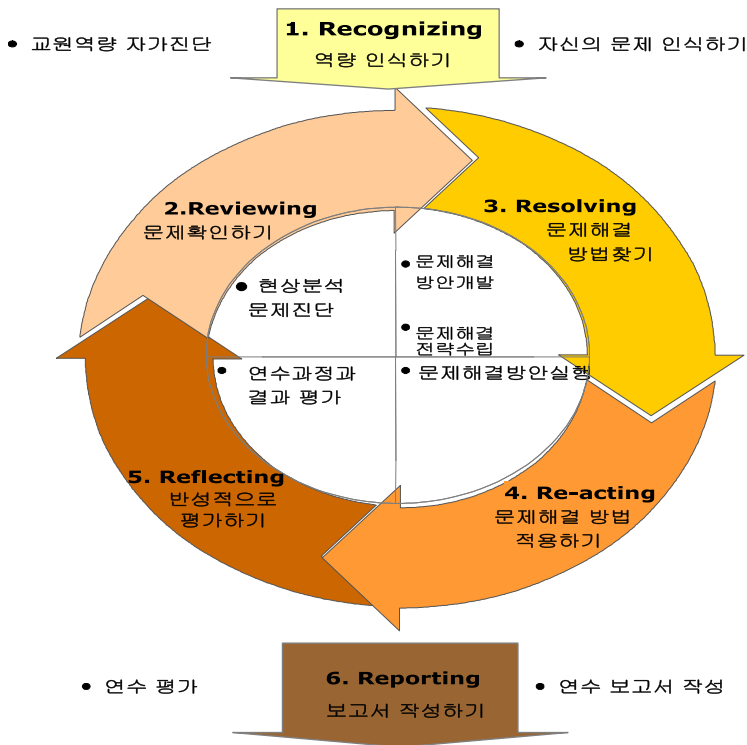 1. Recognizing
역량 인식하기
• 교원역량 자가진단
• 자신의 문제 인식하기
2.Reviewing
문제확인하기
• 현상분석
문제진단
3. Resolving
문제해결
방법찾기
• 문제해결
방안개발
• 문제해결
전략수립
• 문제해결방안실행
4. Re-acting
문제해결 방법
적용하기
• 연수과정과
결과 평가
5. Reflecting
반성적으로
평가하기
6. Reporting
보고서 작성하기
• 연수 평가
• 연수 보고서 작성